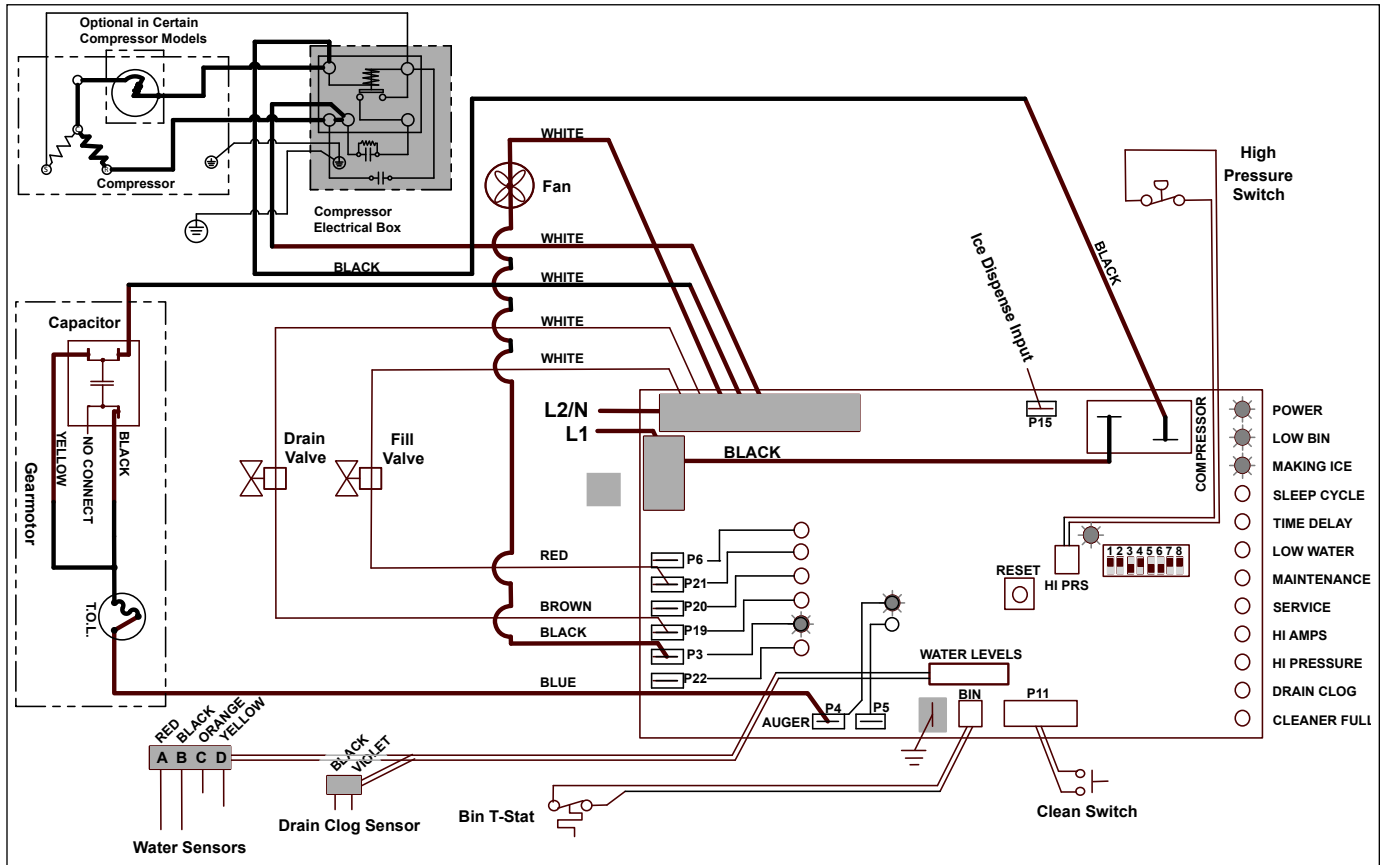 Optional in Certain
Compressor Models
S
C
R
Compressor
Compressor
Electrical Box
WHITE
Fan
WHITE
BLACK
WHITE
WHITE
WHITE
BLACK
High
Pressure
Switch
Ice Dispense Input
P15
Capacitor
YELLOW
NO CONNECT
BLACK
Gearmotor
T.O.L.
Drain
Valve
Fill
Valve
L2/N
L1
BLACK
COMPRESSOR
POWER
LOW BIN
MAKING ICE
SLEEP CYCLE
TIME DELAY
LOW WATER
MAINTENANCE
SERVICE
HI AMPS
HI PRESSURE
DRAIN CLOG
CLEANER FULL
1 2 3 4 5 6 7 8
HI PRS
RESET
RED
P6
P21
BROWN
P20
P19
BLACK
P3
P22
BLUE
WATER LEVELS
AUGER
P4
P5
BIN
P11
RED
BLACK
ORANGE
YELLOW
A B C D
BLACK
VIOLET
Water Sensors
Drain Clog Sensor
Bin T-Stat
Clean Switch